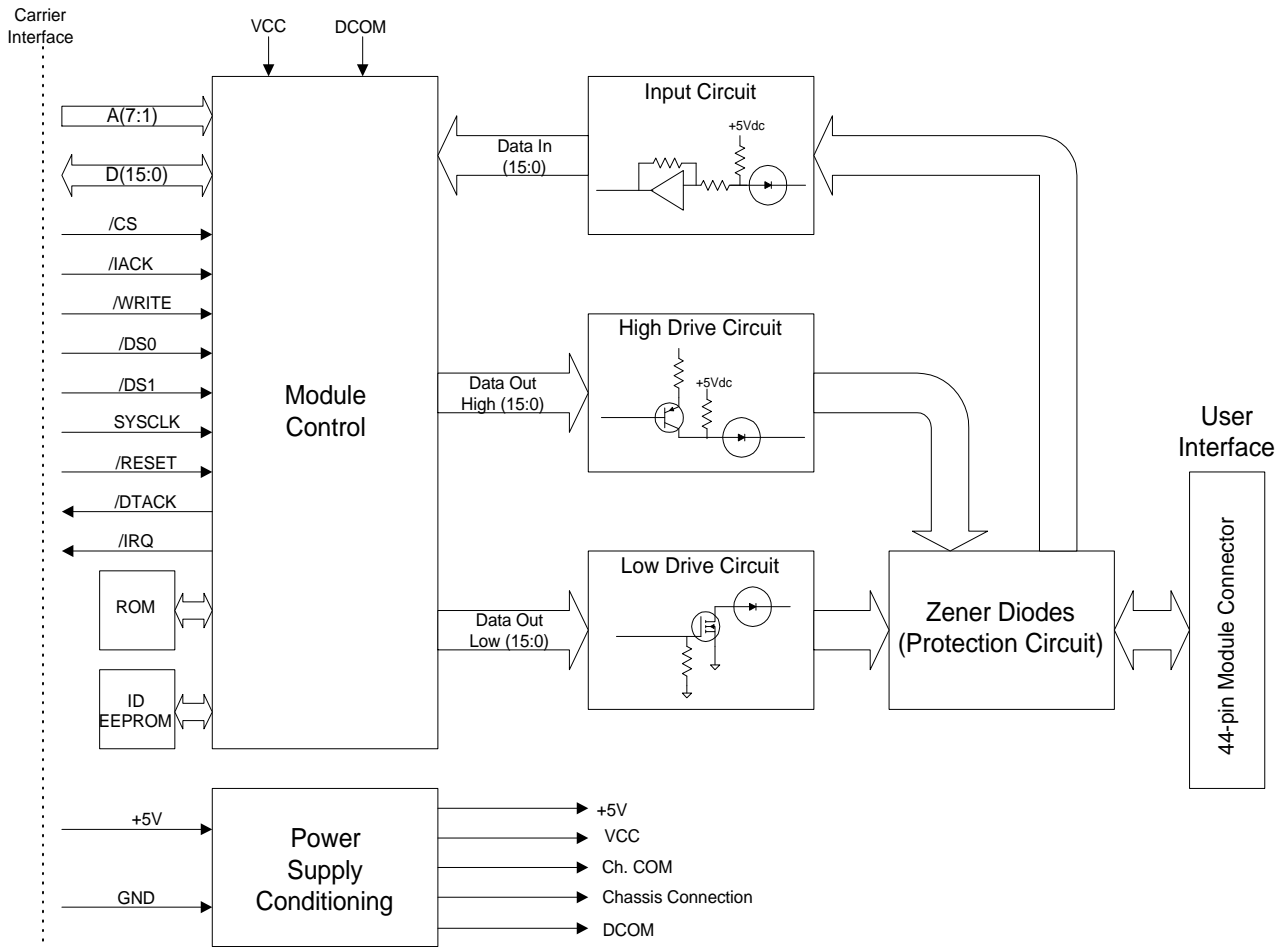 Carrier
Interface
VCC
DCOM
A(7:1)
D(15:0)
/CS
/IACK
/WRITE
/DS0
/DS1
SYSCLK
/RESET
/DTACK
/IRQ
ROM
ID
EEPROM
Module
Control
Data In
(15:0)
Input Circuit
+5Vdc
Data Out
High (15:0)
High Drive Circuit
+5Vdc
Data Out
Low (15:0)
Low Drive Circuit
Zener Diodes
(Protection Circuit)
User
Interface
44-pin Module Connector
+5V
GND
Power
Supply
Conditioning
+5V
VCC
Ch. COM
Chassis Connection
DCOM